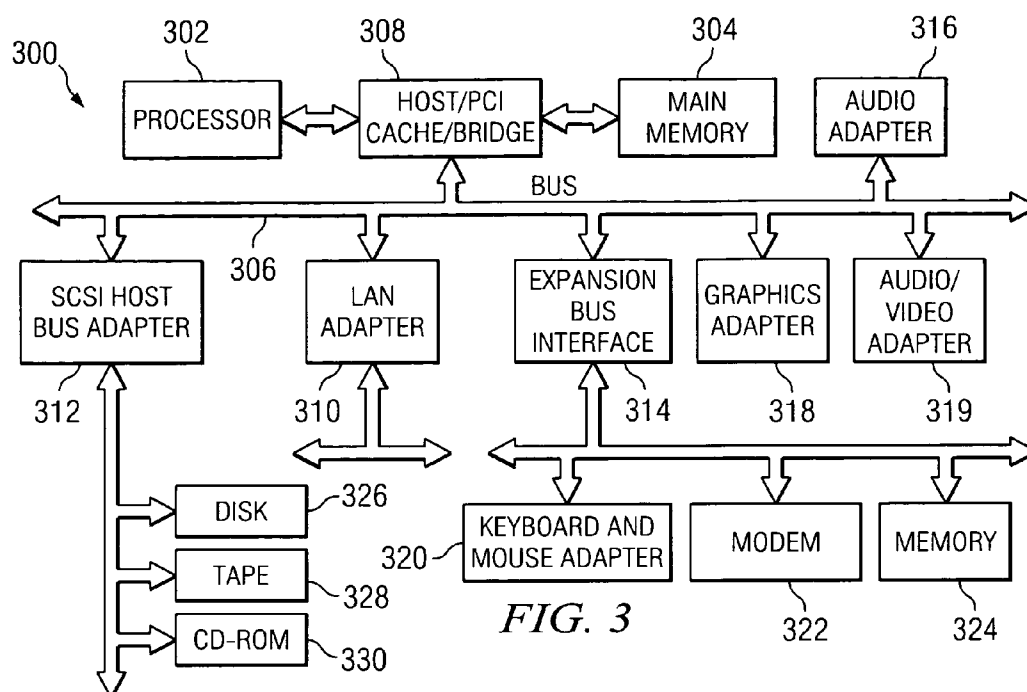 300
302
308
304
316
PROCESSOR
HOST/PCI
CACHE/BRIDGE
MAIN
MEMORY
AUDIO
ADAPTER
BUS
306
SCSI HOST
BUS ADAPTER
LAN
ADAPTER
EXPANSION
BUS
INTERFACE
GRAPHICS
ADAPTER
AUDIO/
VIDEO
ADAPTER
312
310
314
318
319
DISK
326
TAPE
328
CD-ROM
330
320
KEYBOARD AND
MOUSE ADAPTER
MODEM
MEMORY
322
324
FIG. 3